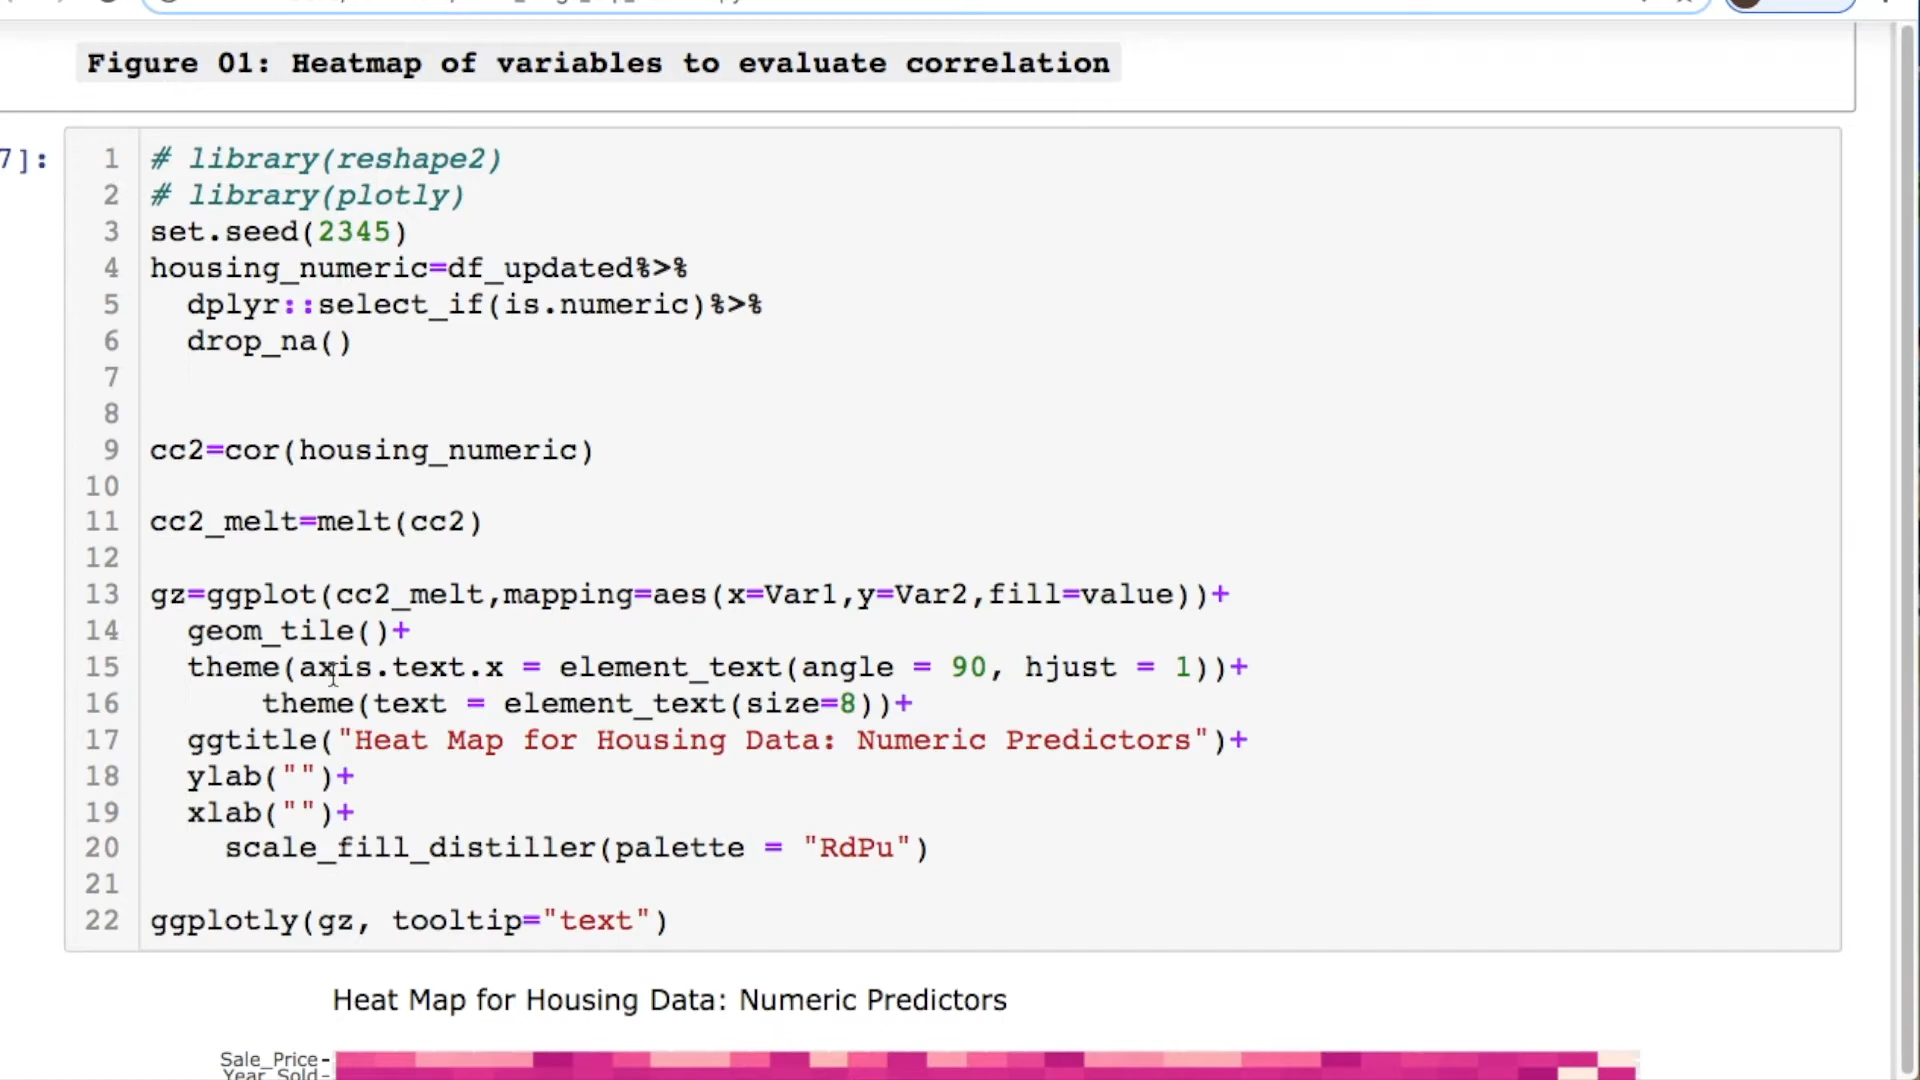 Figure 01: Heatmap of variables to evaluate correlation
7]:
1 # library(reshape2)
2 # library(plotly)
3 set.seed(2345)
4 housing_numeric=df_updated%>%
5 dplyr::select_if(is.numeric)%>%
6 drop_na()
7
8
9 cc2=cor(housing_numeric)
10
11 cc2_melt=melt(cc2)
12
13 gz=ggplot(cc2_melt,mapping=aes(x=Var1,y=Var2,fill=value))+
14 geom_tile()+
15 theme(axis.text.x = element_text(angle = 90, hjust = 1))+
16 theme(text = element_text(size=8))+
17 ggtitle("Heat Map for Housing Data: Numeric Predictors")+
18 ylab("")+
19 xlab("")+
20 scale_fill_distiller(palette = "RdPu")
21
22 ggplotly(gz, tooltip="text")
Heat Map for Housing Data: Numeric Predictors
Sale_Price
Year_Sold